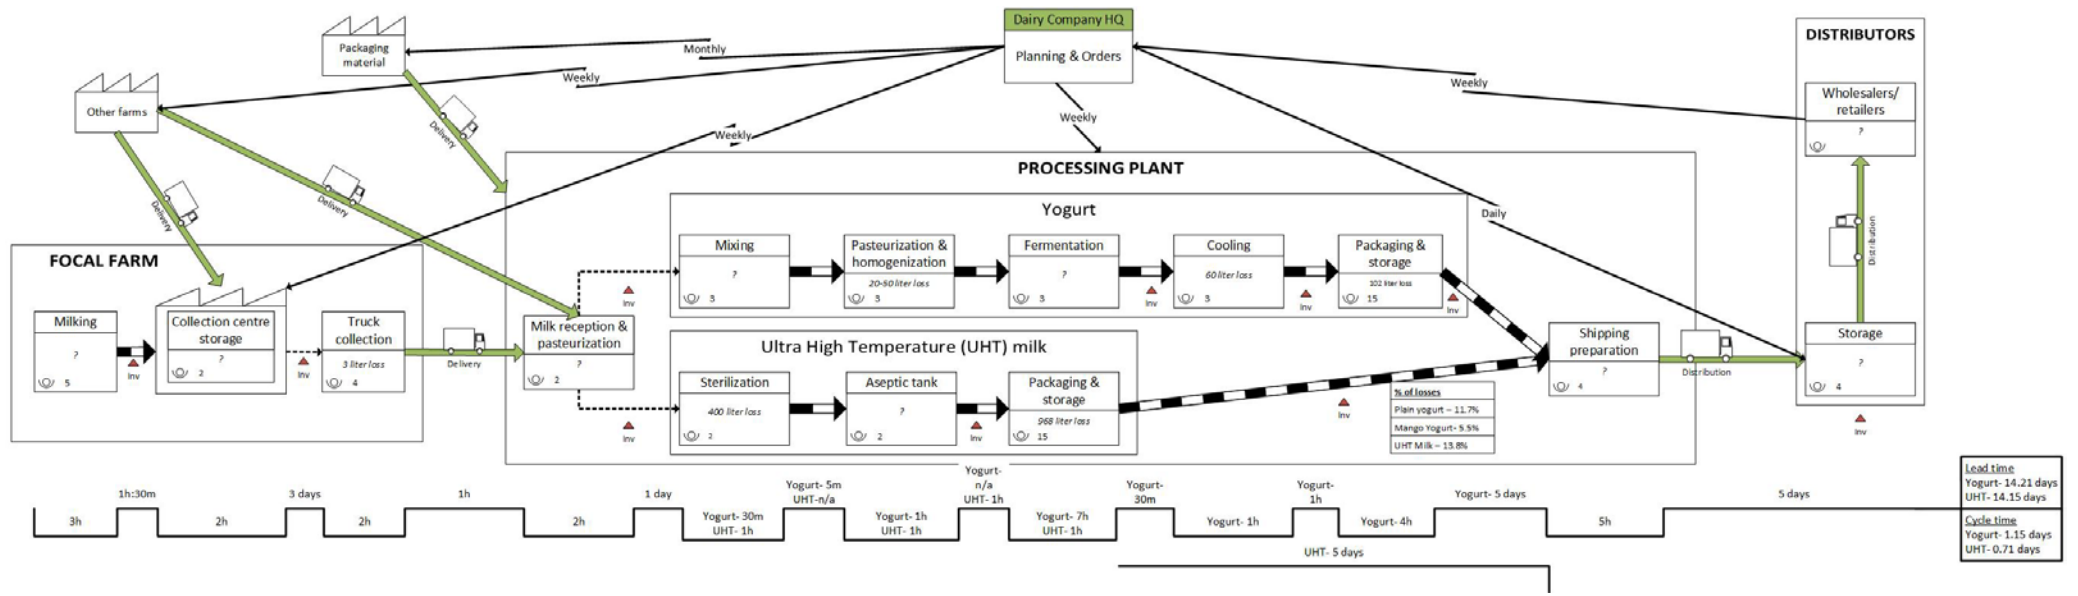 Dairy Company HQ
Planning & Orders
Packaging
material
Monthly
Weekly
Other farms
Delivery
Weekly
Weekly
Weekly
Daily
Delivery
Delivery
DISTRIBUTORS
Wholesalers/
retailers
?
Distribution
Storage
?
4
Inv
PROCESSING PLANT
Yogurt
Mixing
?
3
Pasteurization &
homogenization
20-80 liter loss
3
Fermentation
?
3
Inv
Cooling
60 liter loss
3
Inv
Packaging &
storage
102 liter loss
15
Inv
Inv
FOCAL FARM
Milking
?
5
Inv
Collection centre
storage
?
2
Inv
Truck
collection
3 liter loss
4
Delivery
Milk reception &
pasteurization
?
2
Ultra High Temperature (UHT) milk
Sterilization
400 liter loss
2
Aseptic tank
?
2
Inv
Packaging &
storage
968 liter loss
15
Inv
Inv
Shipping
preparation
?
4
Distribution
% of losses
Plain yogurt – 11.7%
Mango Yogurt- 5.5%
UHT Milk – 13.8%
1h:30m
3 days
1h
1 day
Yogurt- 5m
UHT-n/a
Yogurt-
n/a
UHT- 1h
Yogurt-
30m
Yogurt-
1h
Yogurt- 5 days
5 days
3h
2h
2h
2h
Yogurt- 30m
UHT- 1h
Yogurt- 1h
UHT- 1h
Yogurt- 7h
UHT- 1h
Yogurt- 1h
Yogurt- 4h
5h
UHT- 5 days
Lead time
Yogurt- 14.21 days
UHT- 14.15 days
Cycle time
Yogurt- 1.15 days
UHT- 0.71 days